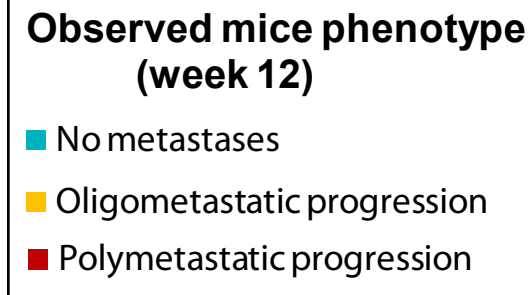 Observed mice phenotype
(week 12)
No metastases
Oligometastatic progression
Polymetastatic progression